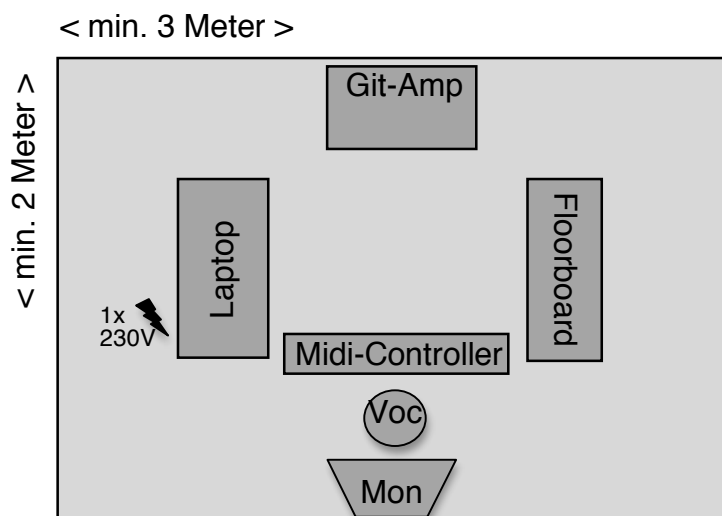 < min. 3 Meter >
< min. 2 Meter >
Git-Amp
Laptop
Floorboard
1x
230V
Midi-Controller
Voc
Mon